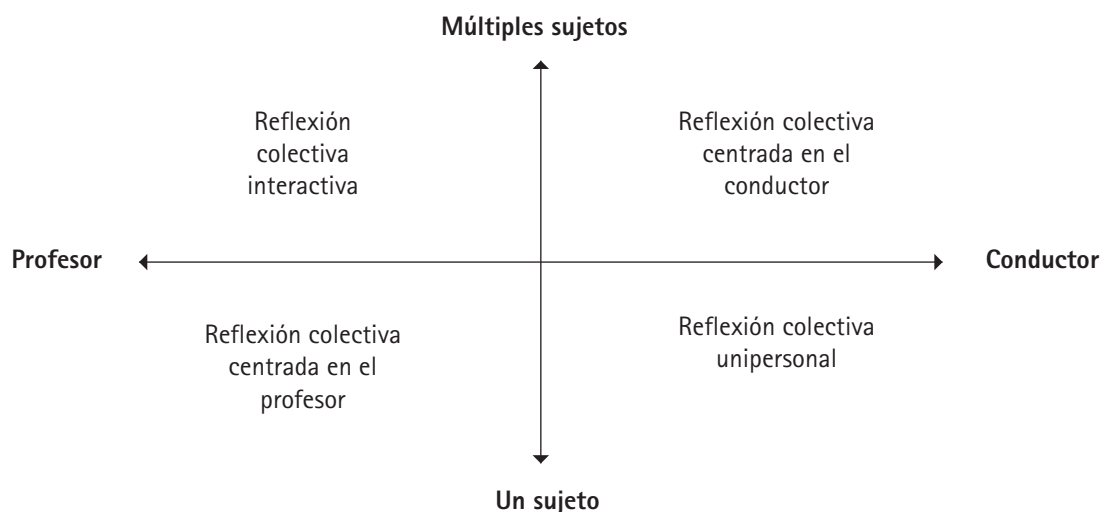 Múltiples sujetos
Reflexión
colectiva
interactiva
Reflexión colectiva
centrada en el
conductor
Profesor
Conductor
Reflexión colectiva
centrada en el
profesor
Reflexión colectiva
unipersonal
Un sujeto